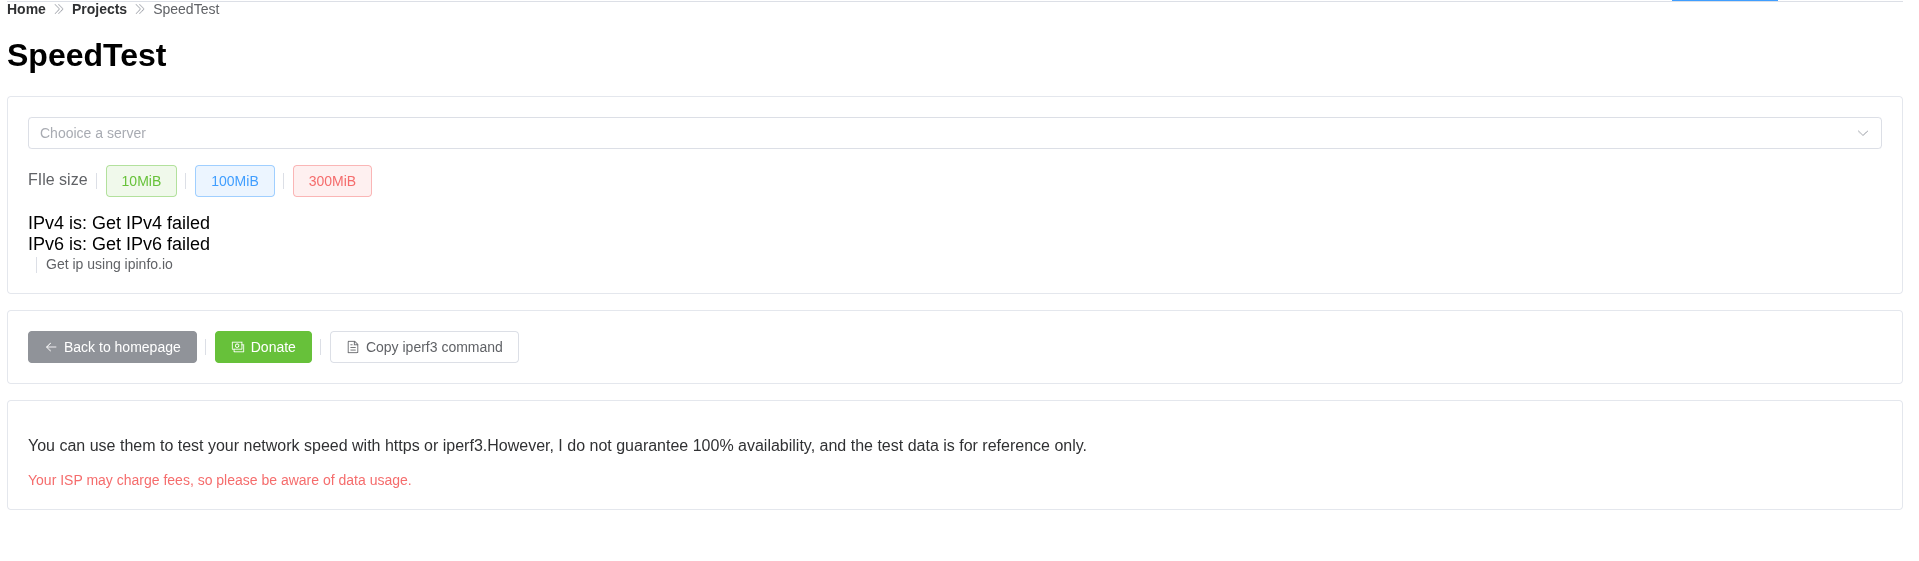 Home Projects SpeedTest
SpeedTest
Chooice a server
FIle size 10MiB 100MiB 300MiB
IPv4 is: Get IPv4 failed
IPv6 is: Get IPv6 failed
Get ip using ipinfo.io
Back to homepage Donate Copy iperf3 command
You can use them to test your network speed with https or iperf3.However, I do not guarantee 100% availability, and the test data is for reference only.
Your ISP may charge fees, so please be aware of data usage.